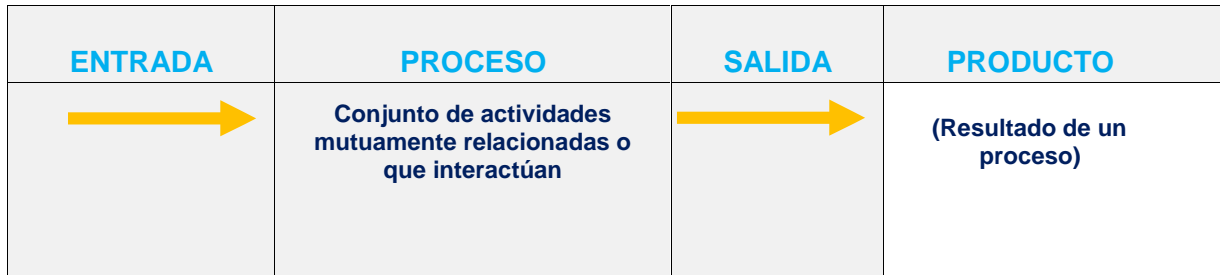 ENTRADA
PROCESO
SALIDA
PRODUCTO
Conjunto de actividades
mutuamente relacionadas o
que interactúan
(Resultado de un
proceso)